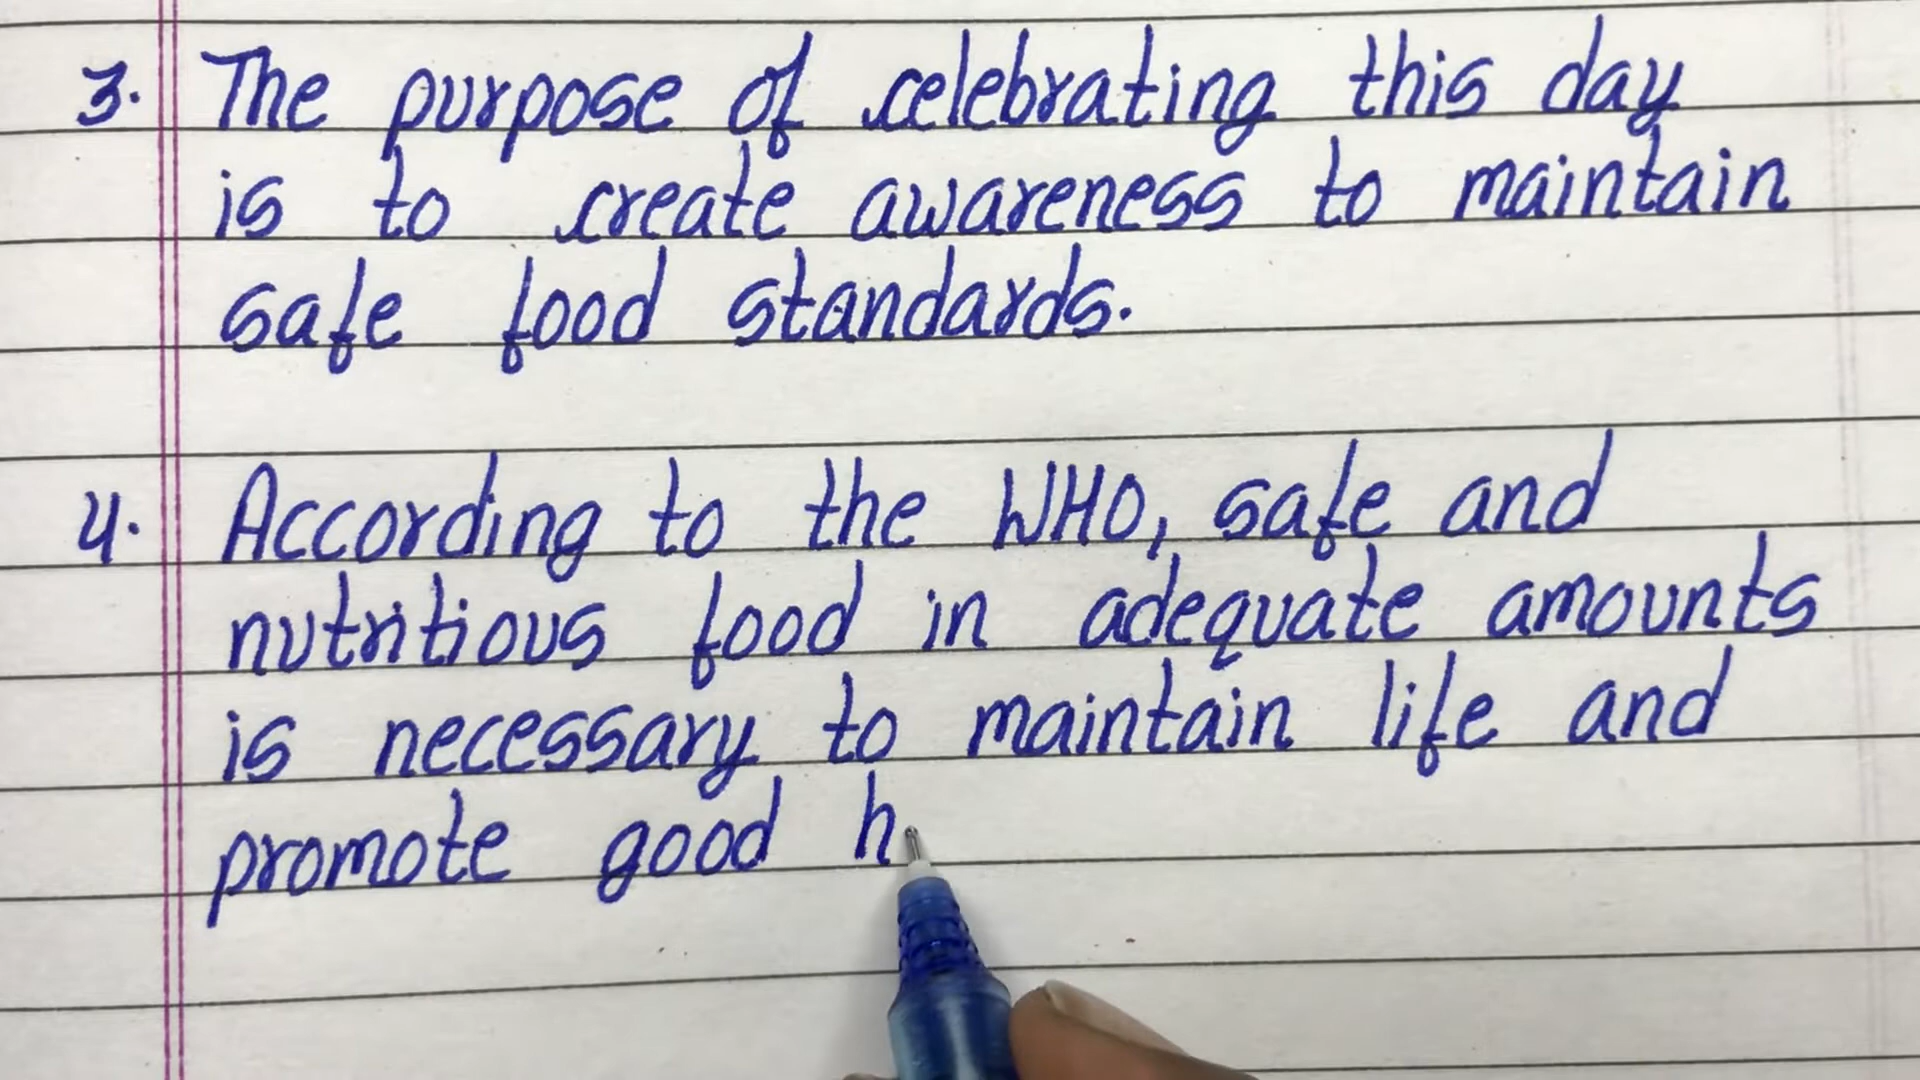 3. The purpose of celebrating this day
is to create awareness to maintain
safe food standards.
4. According to the WHO, safe and
nutritious food in adequate amounts
is necessary to maintain life and
promote good h